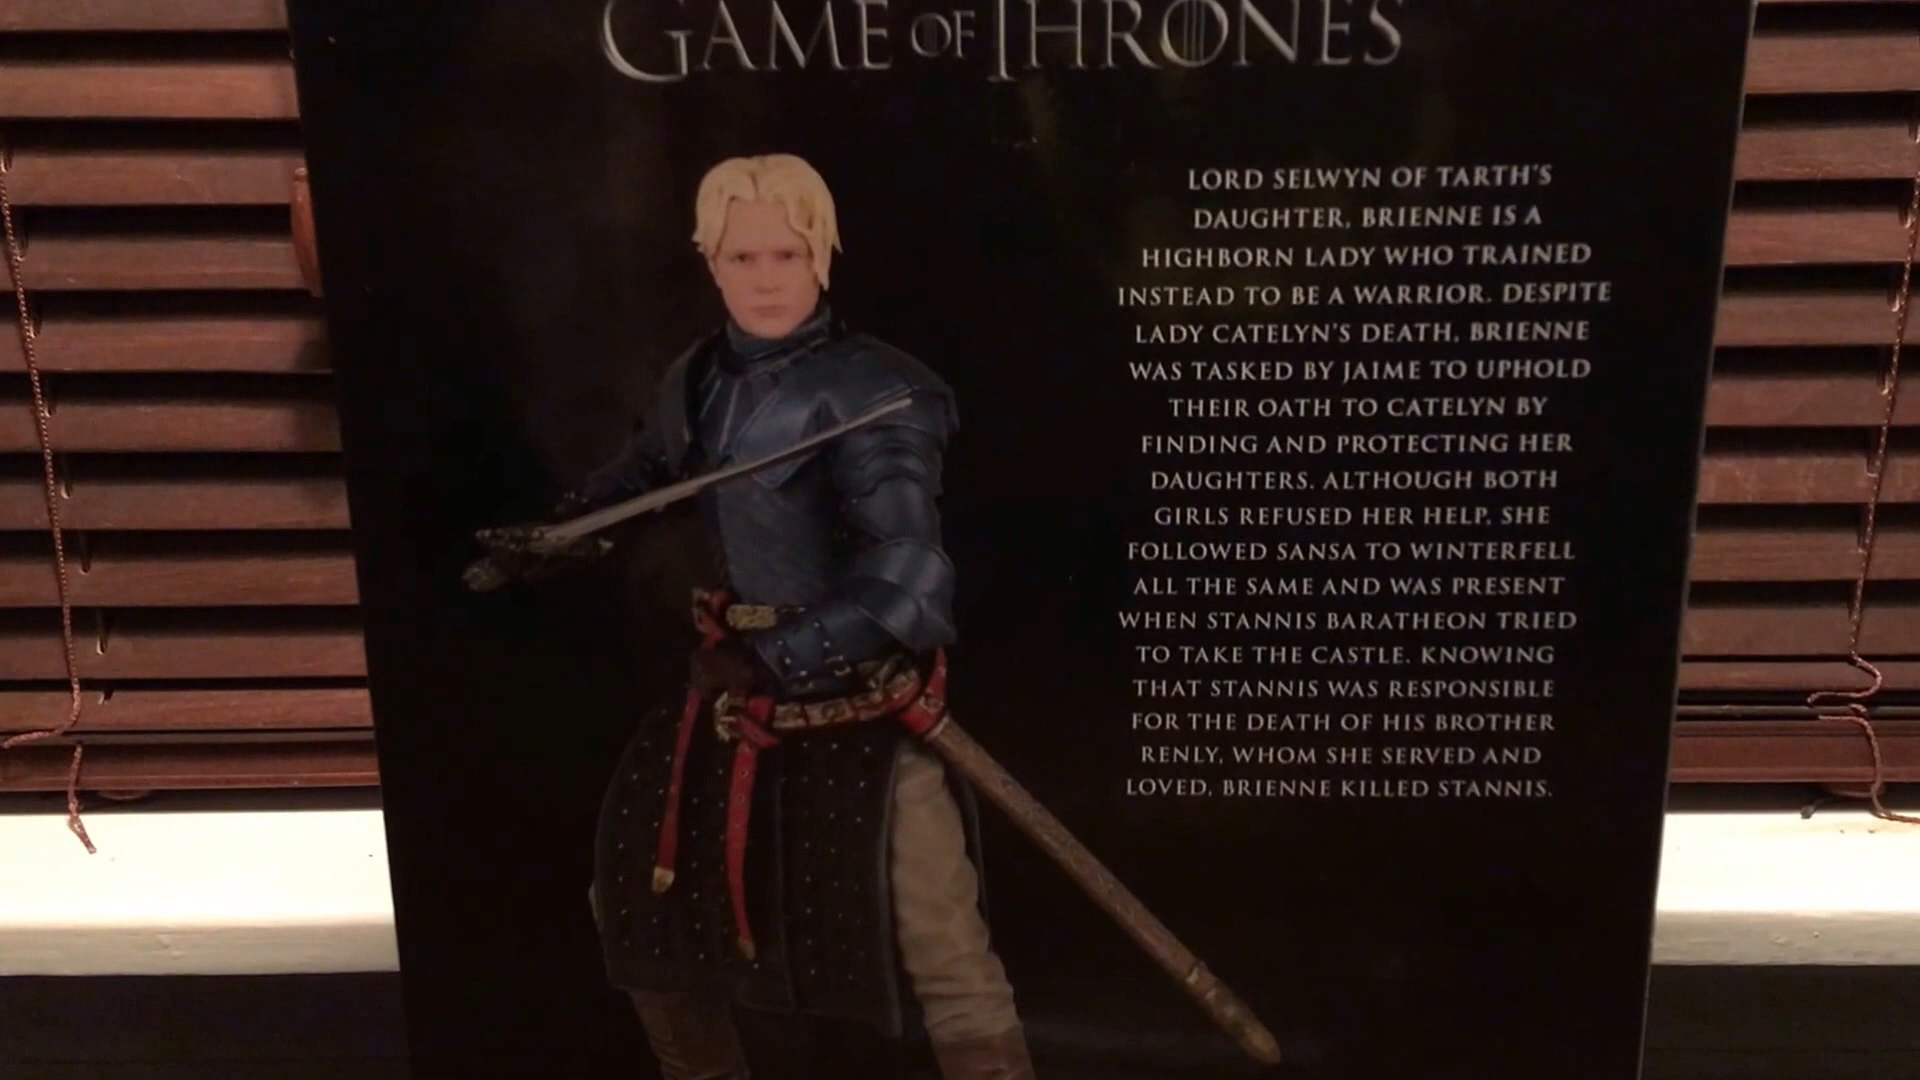 GAME OF THRONES
LORD SELWYN OF TARTH'S
DAUGHTER, BRIENNE IS A
HIGHBORN LADY WHO TRAINED
INSTEAD TO BE A WARRIOR. DESPITE
LADY CATELYN'S DEATH, BRIENNE
WAS TASKED BY JAIME TO UPHOLD
THEIR OATH TO CATELYN BY
FINDING AND PROTECTING HER
DAUGHTERS. ALTHOUGH BOTH
GIRLS REFUSED HER HELP, SHE
FOLLOWED SANSA TO WINTERFELL
ALL THE SAME AND WAS PRESENT
WHEN STANNIS BARATHEON TRIED
TO TAKE THE CASTLE. KNOWING
THAT STANNIS WAS RESPONSIBLE
FOR THE DEATH OF HIS BROTHER
RENLY, WHOM SHE SERVED AND
LOVED, BRIENNE KILLED STANNIS.